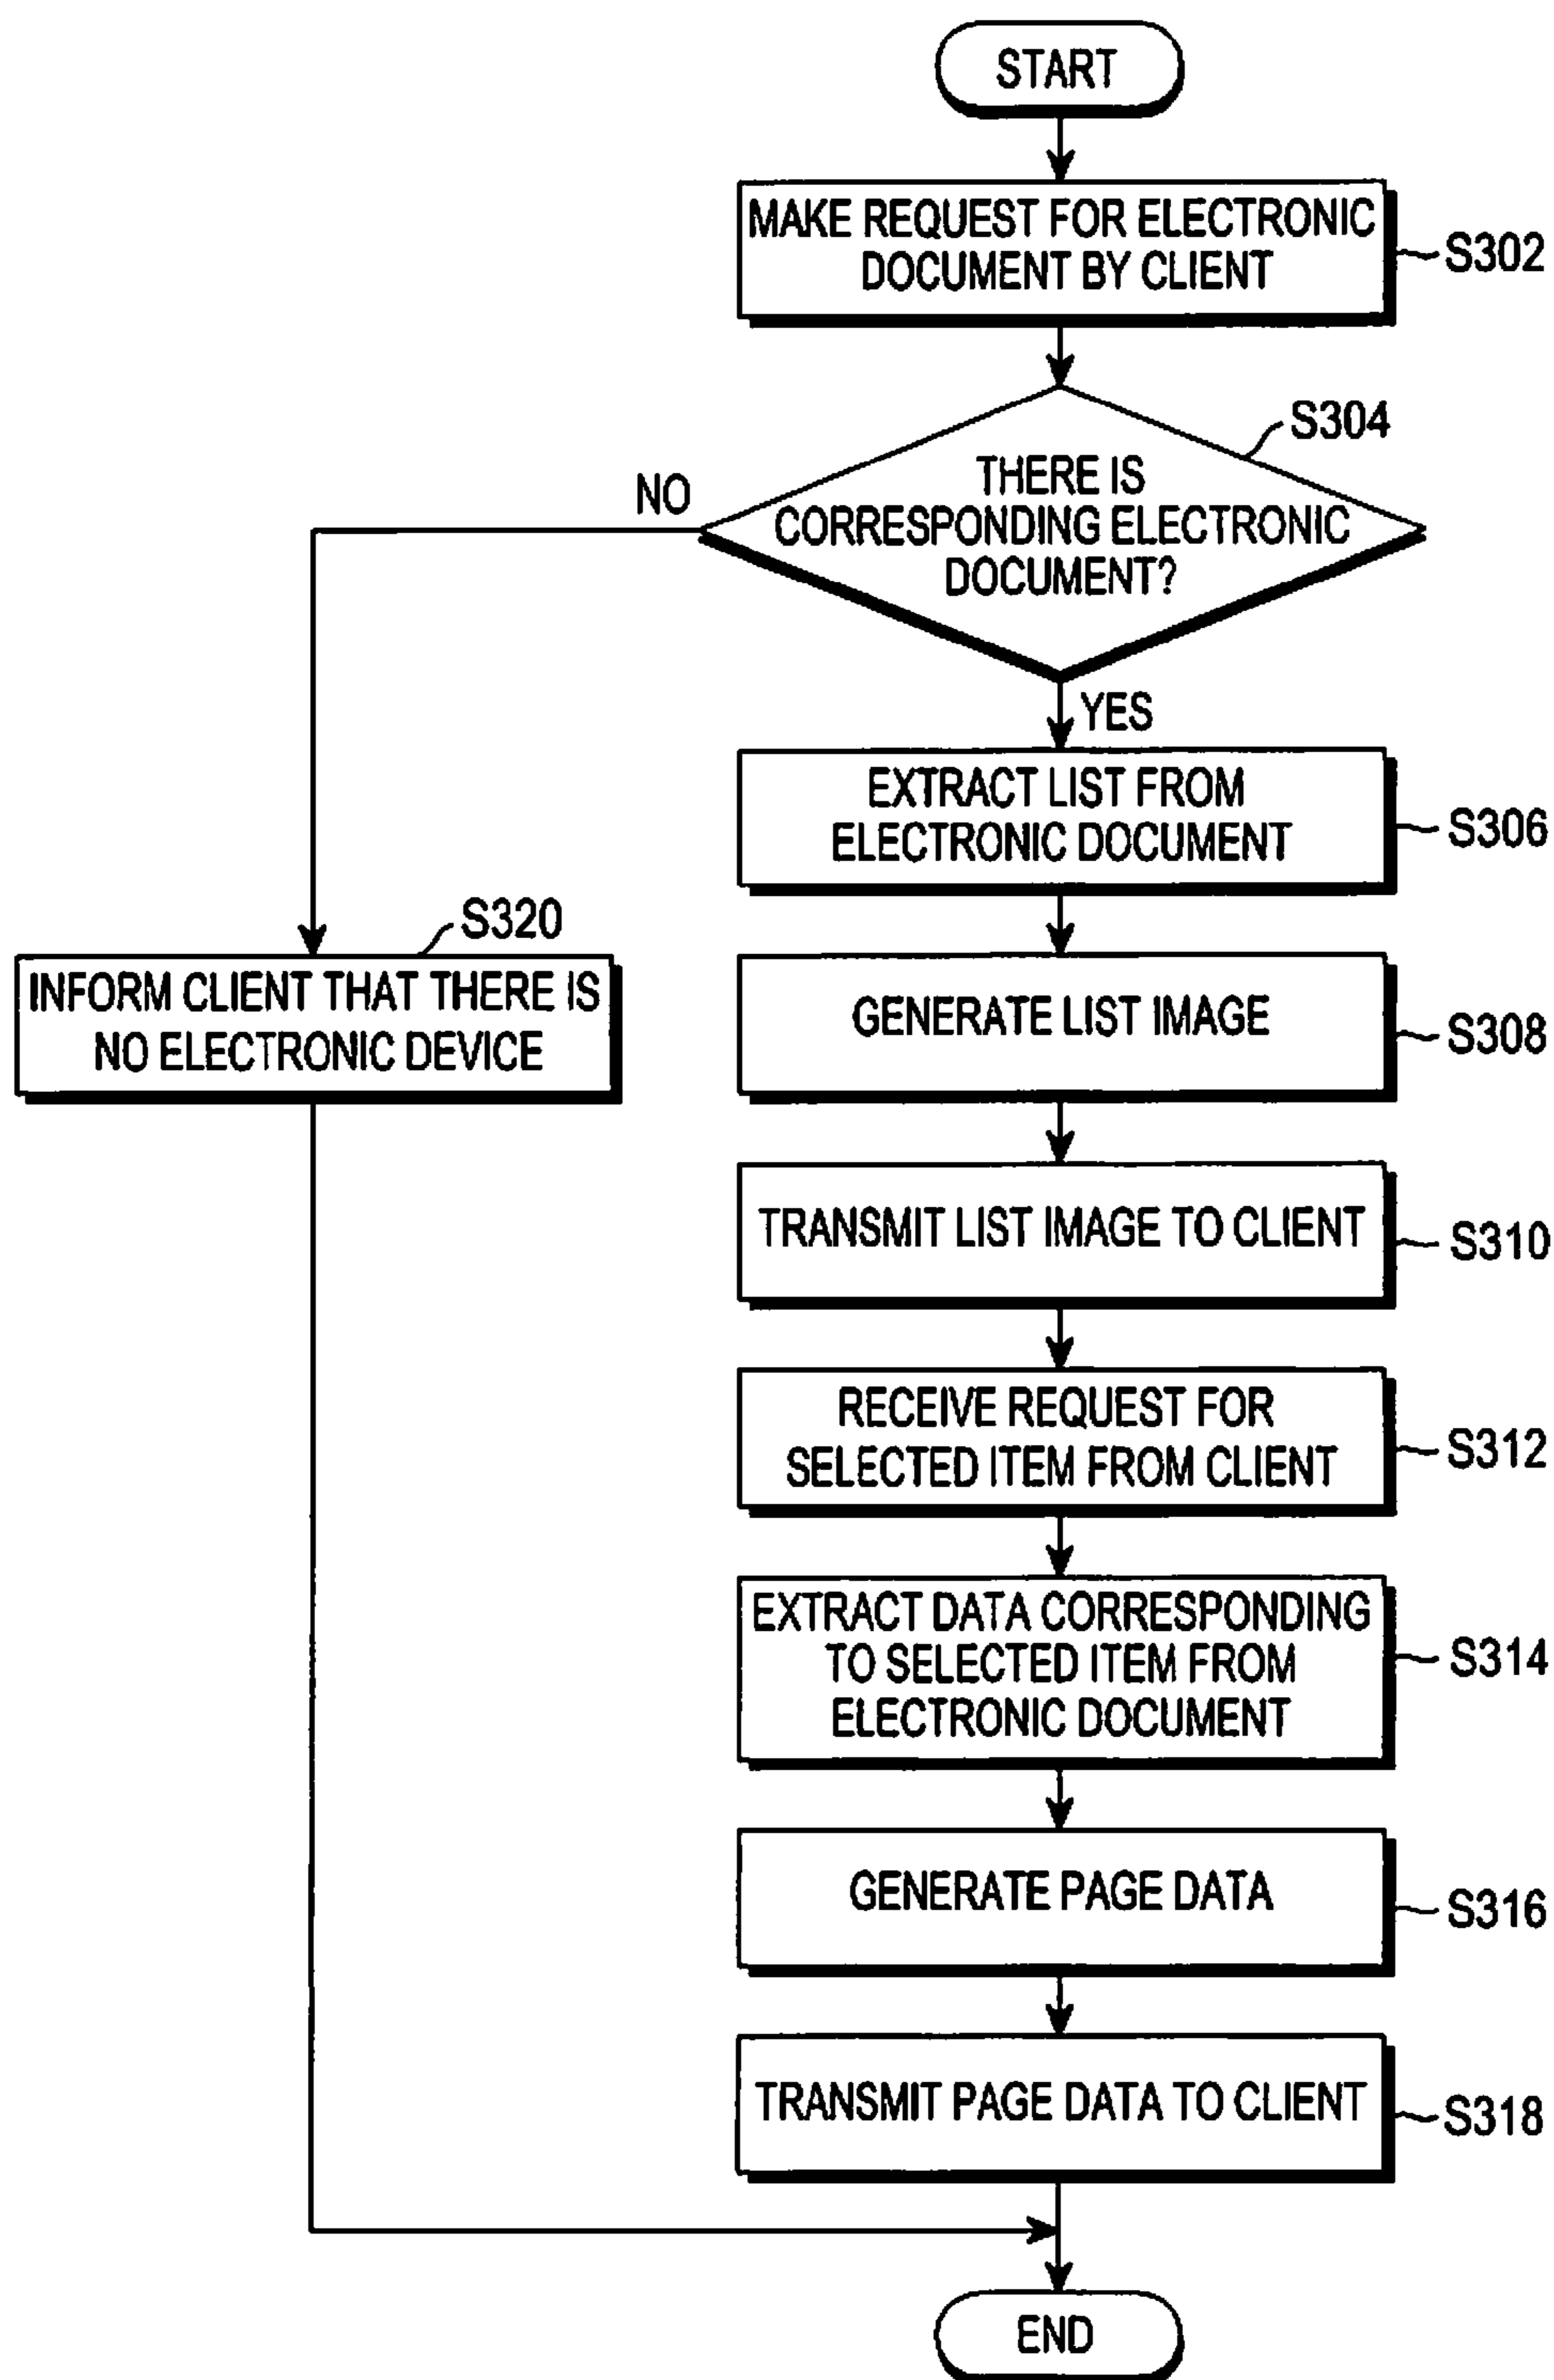 START
MAKE REQUEST FOR ELECTRONIC
DOCUMENT BY CLIENT
S302
S304
THERE IS
CORRESPONDING ELECTRONIC
DOCUMENT?
NO
YES
EXTRACT LIST FROM
ELECTRONIC DOCUMENT
S306
S320
INFORM CLIENT THAT THERE IS
NO ELECTRONIC DEVICE
GENERATE LIST IMAGE
S308
TRANSMIT LIST IMAGE TO CLIENT
S310
RECEIVE REQUEST FOR
SELECTED ITEM FROM CLIENT
S312
EXTRACT DATA CORRESPONDING
TO SELECTED ITEM FROM
ELECTRONIC DOCUMENT
S314
GENERATE PAGE DATA
S316
TRANSMIT PAGE DATA TO CLIENT
S318
END